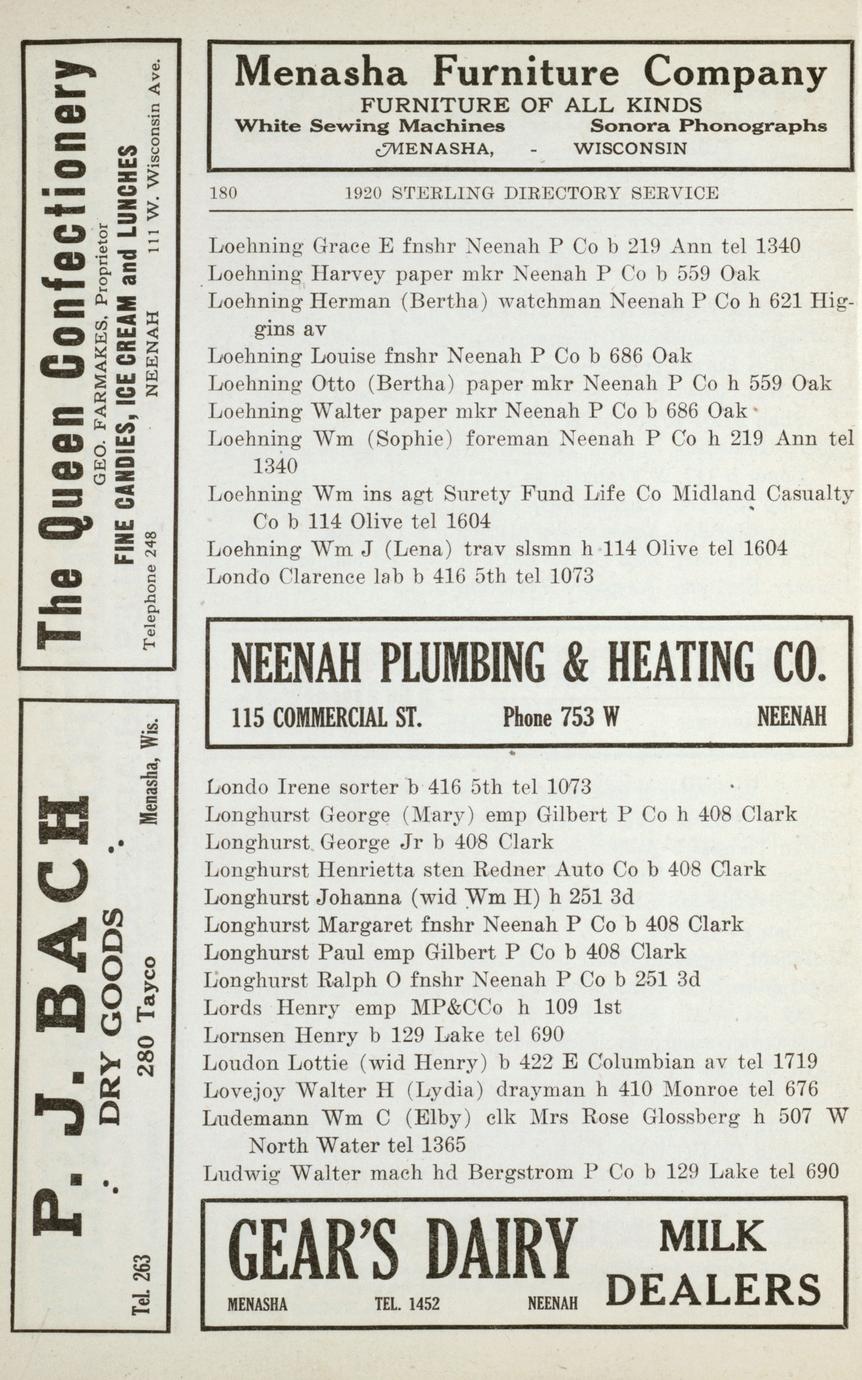 Menasha Furniture Company
FURNITURE OF ALL KINDS
White Sewing Machines Sonora Phonographs
MENASHA, - WISCONSIN
180 1920 STERLING DIRECTORY SERVICE
Loehning Grace E fnshr Neenah P Co b 219 Ann tel 1340
Loehning Harvey paper mkr Neenah P Co b 559 Oak
Loehning Herman (Bertha) watchman Neenah P Co h 621 Hig-
gins av
Loehning Louise fnshr Neenah P Co b 686 Oak
Loehning Otto (Bertha) paper mkr Neenah P Co h 559 Oak
Loehning Walter paper mkr Neenah P Co b 686 Oak
Loehning Wm (Sophie) foreman Neenah P Co h 219 Ann tel
1340
Loehning Wm ins agt Surety Fund Life Co Midland Casualty
Co b 114 Olive tel 1604
Loehning Wm J (Lena) trav slsmn h 114 Olive tel 1604
Londo Clarence lab b 416 5th tel 1073
NEENAH PLUMBING & HEATING CO.
115 COMMERCIAL ST. Phone 753 W NEENAH
Londo Irene sorter b 416 5th tel 1073
Longhurst George (Mary) emp Gilbert P Co h 408 Clark
Longhurst George Jr b 408 Clark
Longhurst Henrietta sten Redner Auto Co b 408 Clark
Longhurst Johanna (wid Wm H) h 251 3d
Longhurst Margaret fnshr Neenah P Co b 408 Clark
Longhurst Paul emp Gilbert P Co b 408 Clark
Longhurst Ralph O fnshr Neenah P Co b 251 3d
Lords Henry emp MP&CCo h 109 1st
Lornsen Henry b 129 Lake tel 690
Loudon Lottie (wid Henry) b 422 E Columbian av tel 1719
Lovejoy Walter H (Lydia) drayman h 410 Monroe tel 676
Ludemann Wm C (Elby) clk Mrs Rose Glossberg h 507 W
North Water tel 1365
Ludwig Walter mach hd Bergstrom P Co b 129 Lake tel 690
GEAR'S DAIRY
MENASHA TEL. 1452 NEENAH
MILK
DEALERS
The Queen Confectionery
GEO. FARMAKES, Proprietor
FINE CANDIES, ICE CREAM and LUNCHES
Telephone 248 NEENAH 111 W. Wisconsin Ave.
P. J. BACH
DRY GOODS
Tel. 263 280 Tayco Menasha, Wis.